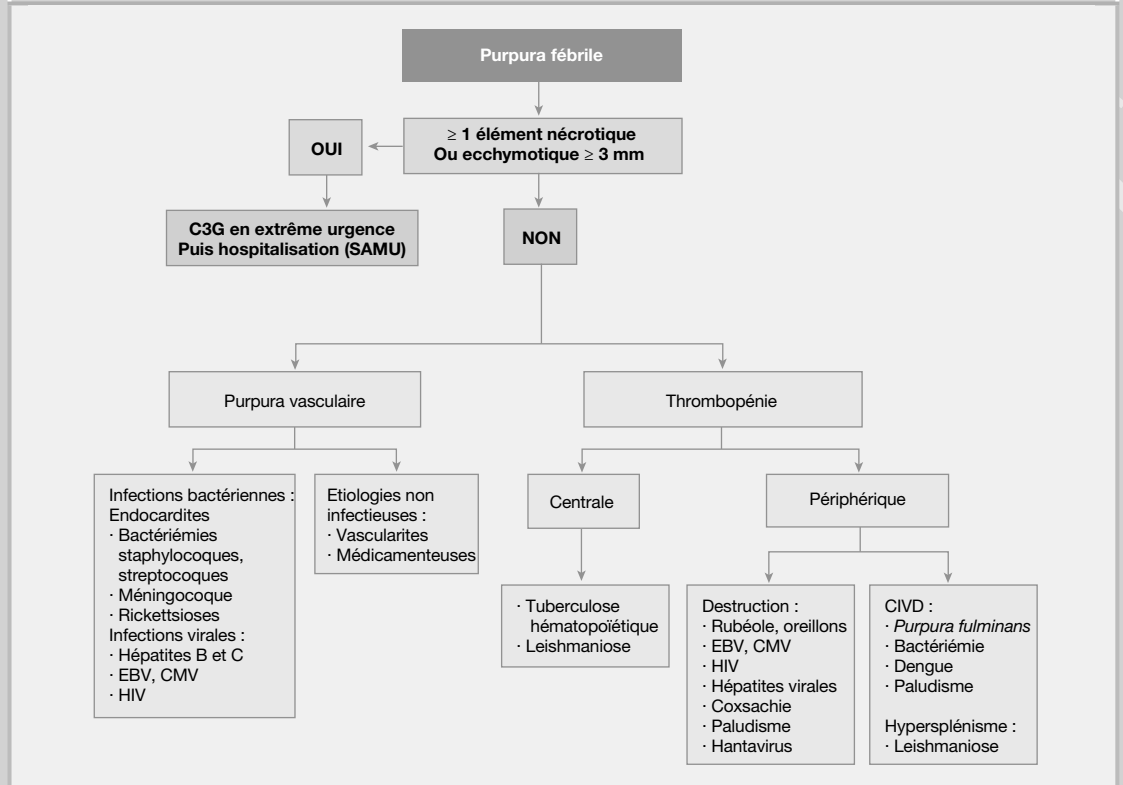 Purpura fébrile
≥ 1 élément nécrotique
Ou ecchymotique ≥ 3 mm
OUI
C3G en extrême urgence
Puis hospitalisation (SAMU)
NON
Purpura vasculaire
Thrombopénie
Infections bactériennes :
Endocardites
· Bactériémies
staphylocoques,
streptocoques
· Méningocoque
· Rickettsioses
Infections virales :
· Hépatites B et C
· EBV, CMV
· HIV
Etiologies non
infectieuses :
· Vascularites
· Médicamenteuses
Centrale
Périphérique
· Tuberculose
hématopoïétique
· Leishmaniose
Destruction :
· Rubéole, oreillons
· EBV, CMV
· HIV
· Hépatites virales
· Coxsachie
· Paludisme
· Hantavirus
CIVD :
· Purpura fulminans
· Bactériémie
· Dengue
· Paludisme
Hypersplénisme :
· Leishmaniose